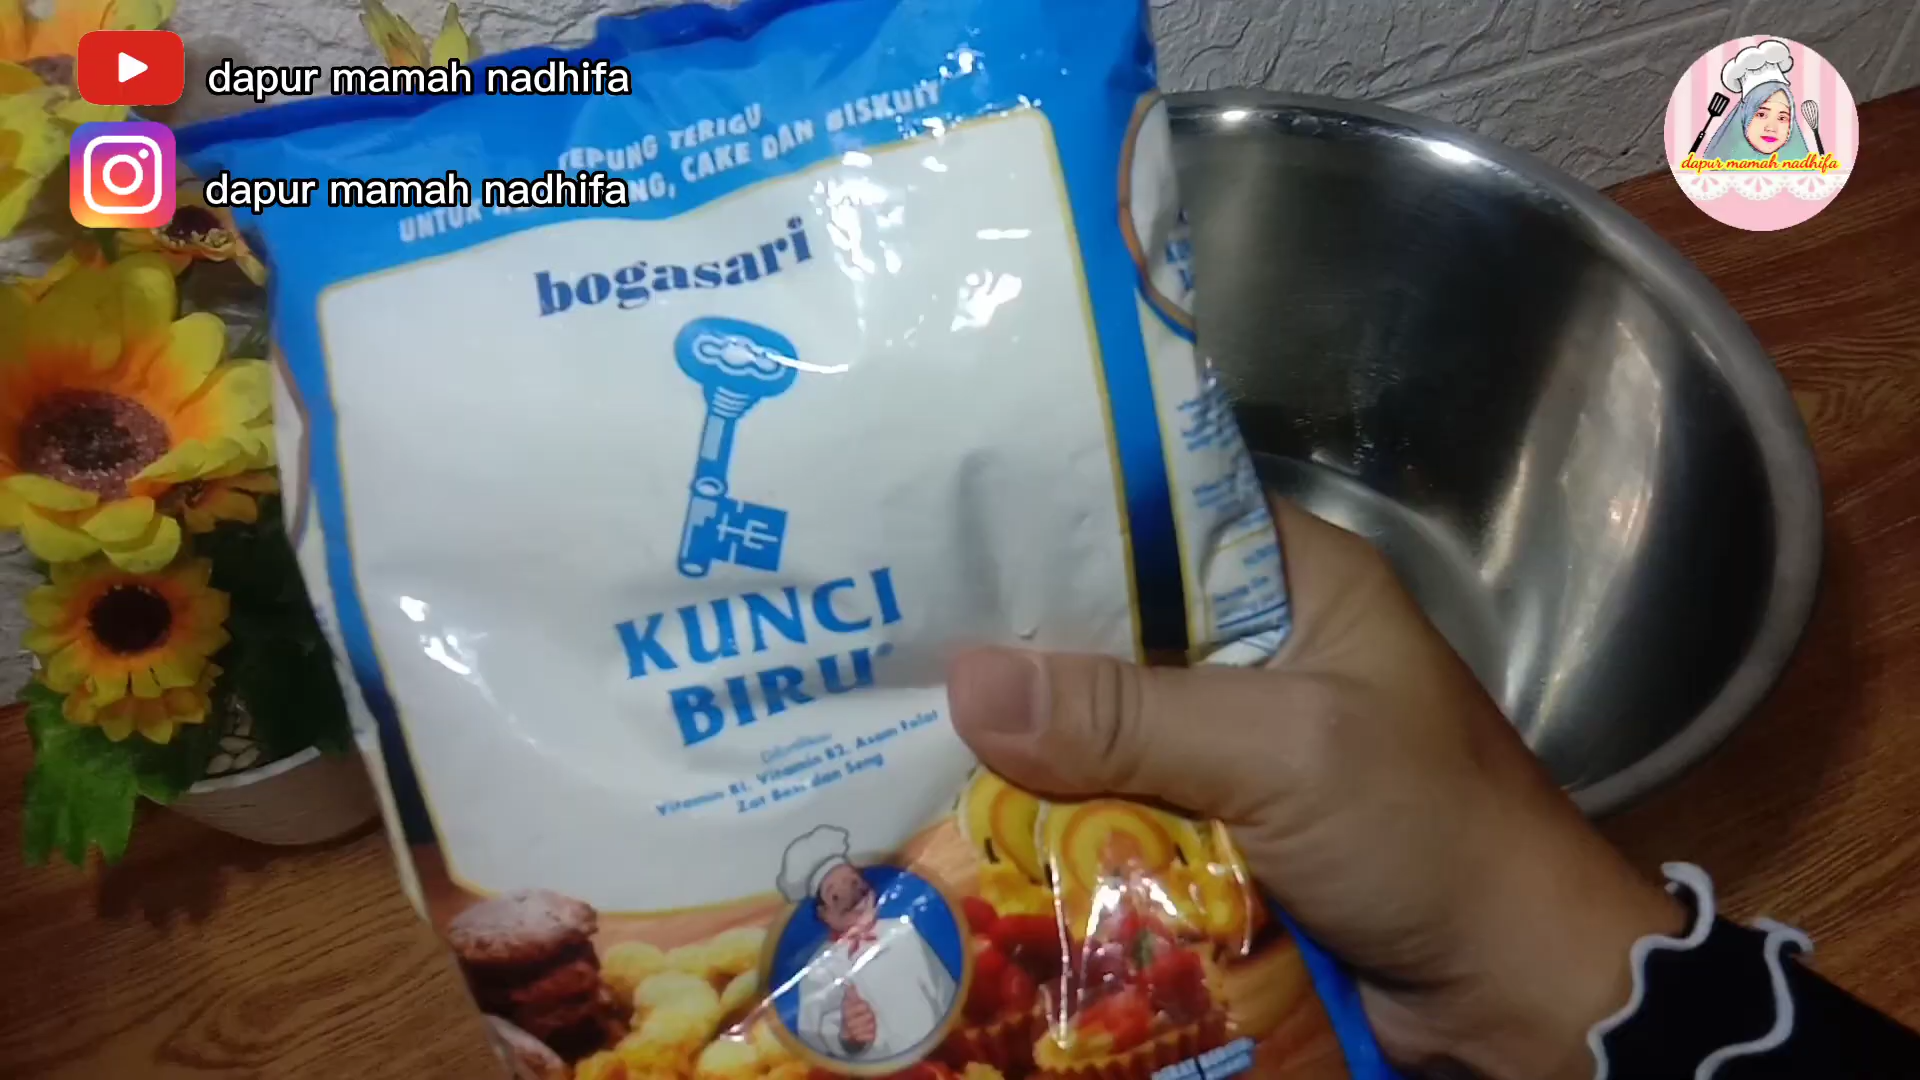 dapur mamah nadhifa
dapur mamah nadhifa
dapur mamah nadhifa
TEPUNG TERIGU
UNTUK CAKE DAN BISKUIT
bogasari
KUNCI
BIRU
Difortifikasi
Vitamin B1, Vitamin B2, Asam Folat
Zat Besi dan Seng